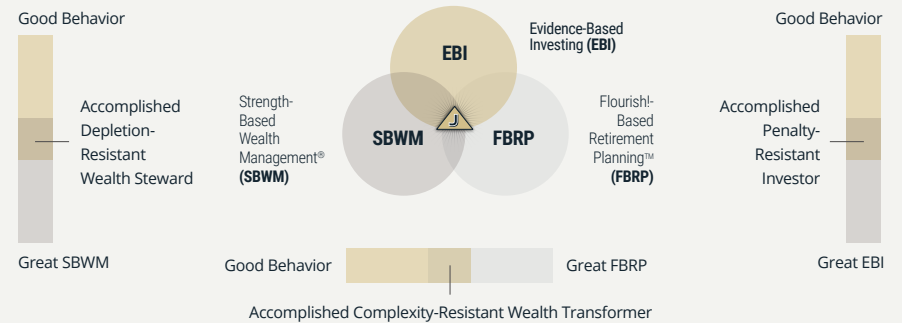 Good Behavior
Accomplished
Depletion-
Resistant
Wealth Steward
Great SBWM
Strength-
Based
Wealth
Management®
(SBWM)
EBI
SBWM
FBRP
J
Evidence-Based
Investing (EBI)
Flourish!-
Based
Retirement
Planning™
(FBRP)
Good Behavior
Accomplished
Penalty-
Resistant
Investor
Great EBI
Good Behavior
Great FBRP
Accomplished Complexity-Resistant Wealth Transformer